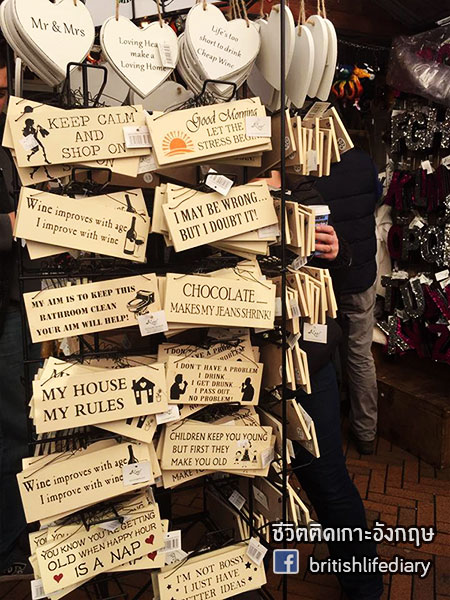 Mr & Mrs
Loving Hearts
make a
Loving Home
Life's too
short to drink
Cheap Wine
KEEP CALM
AND
SHOP ON
Good Morning
LET THE
STRESS BEGIN
Wine improves with age
I improve with wine
I MAY BE WRONG...
BUT I DOUBT IT!
MY AIM IS TO KEEP THIS
BATHROOM CLEAN
YOUR AIM WILL HELP!
CHOCOLATE
MAKES MY JEANS SHRINK!
MY HOUSE
MY RULES
I DON'T HAVE A PROBLEM
I DON'T HAVE A PROBLEM
I DRINK
I GET DRUNK
I PASS OUT
NO PROBLEM!
Wine improves with age
I improve with wine
CHILDREN KEEP YOU YOUNG
BUT FIRST THEY
MAKE YOU OLD
YOU KNOW YOU'RE GETTING
OLD WHEN HAPPY HOUR
IS A NAP
I'M NOT BOSSY
I JUST HAVE
BETTER IDEAS
ชีวิตติดเกาะอังกฤษ
f britishlifediary